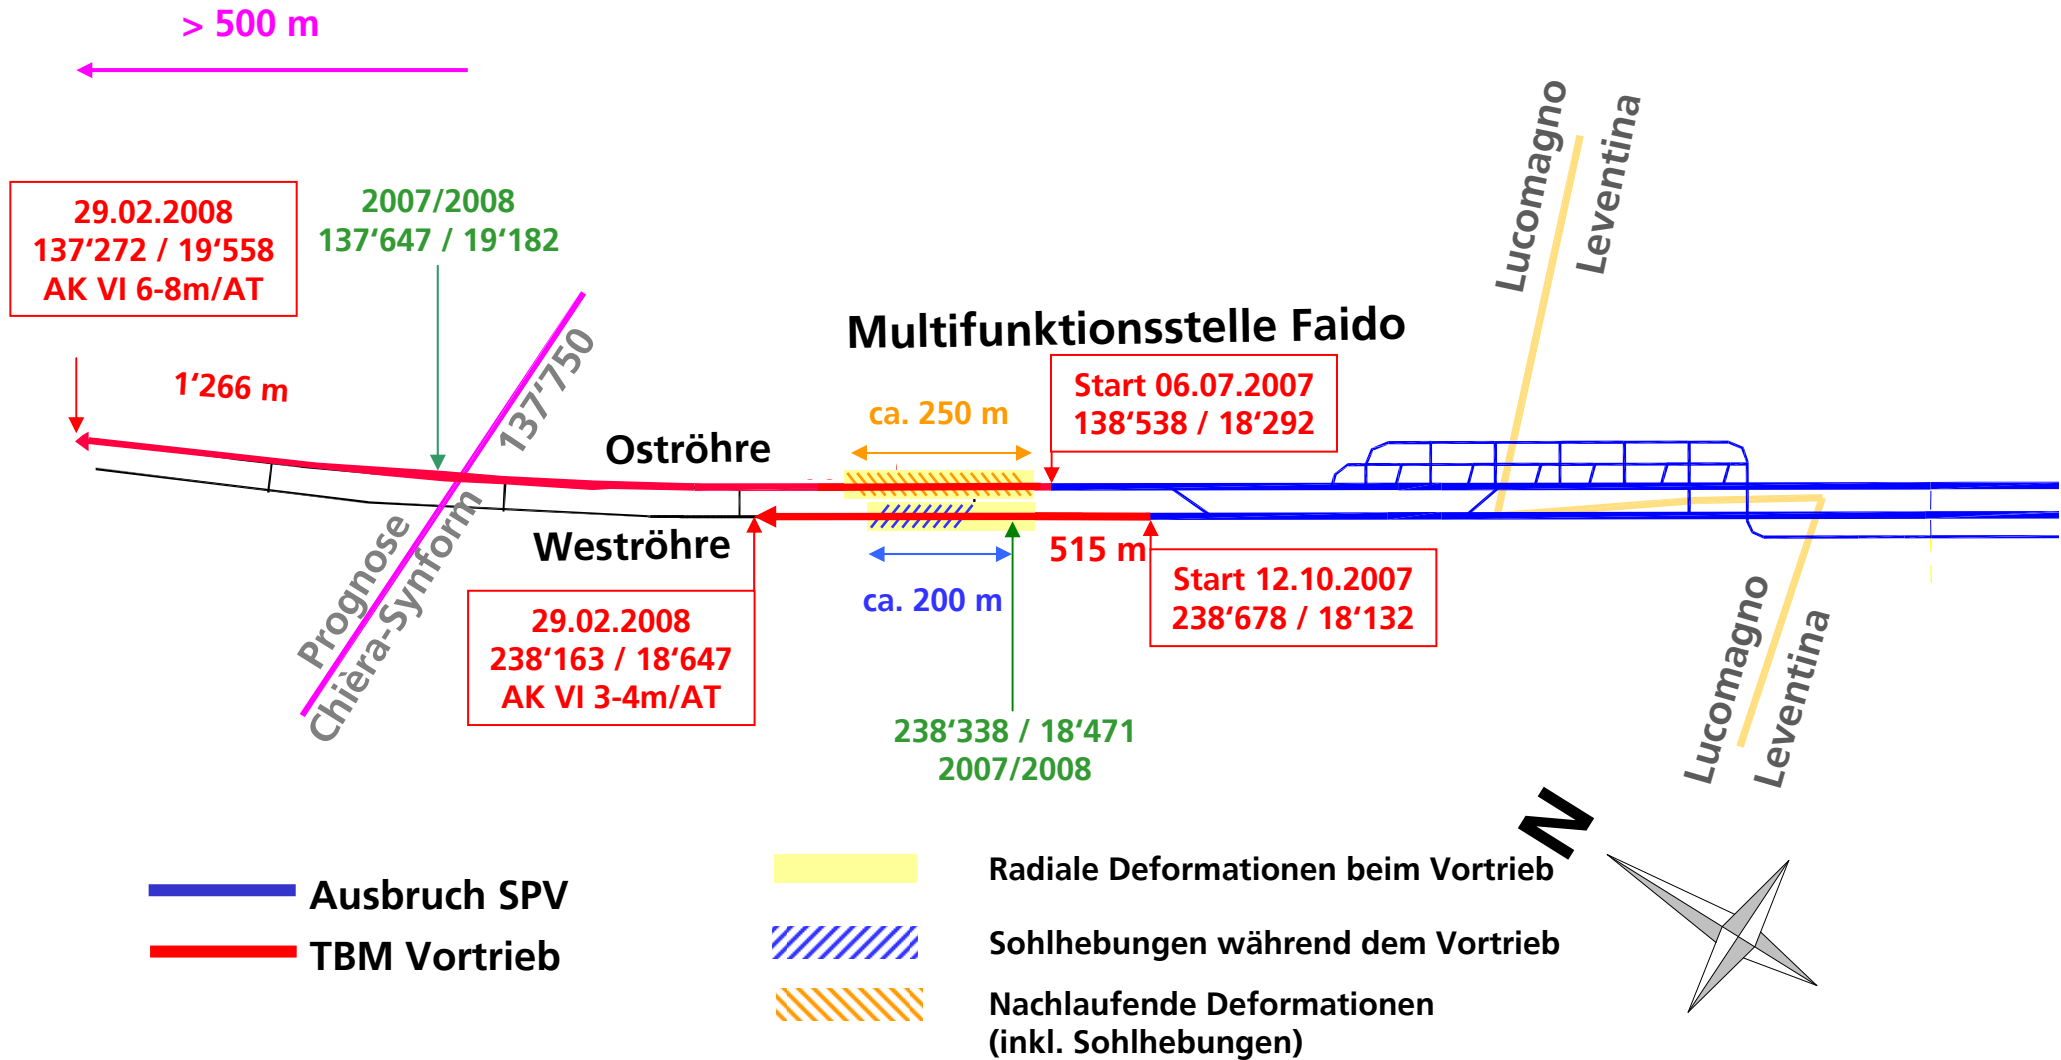 > 500 m
29.02.2008
137‘272 / 19‘558
AK VI 6-8m/AT
2007/2008
137‘647 / 19‘182
1‘266 m
Prognose
Chièra-Synform 137‘750
Multifunktionsstelle Faido
Oströhre
Weströhre
ca. 250 m
Start 06.07.2007
138‘538 / 18‘292
Lucomagno
Leventina
515 m
ca. 200 m
29.02.2008
238‘163 / 18‘647
AK VI 3-4m/AT
Start 12.10.2007
238‘678 / 18‘132
238‘338 / 18‘471
2007/2008
Lucomagno
Leventina
N
Ausbruch SPV
TBM Vortrieb
Radiale Deformationen beim Vortrieb
Sohlhebungen während dem Vortrieb
Nachlaufende Deformationen
(inkl. Sohlhebungen)